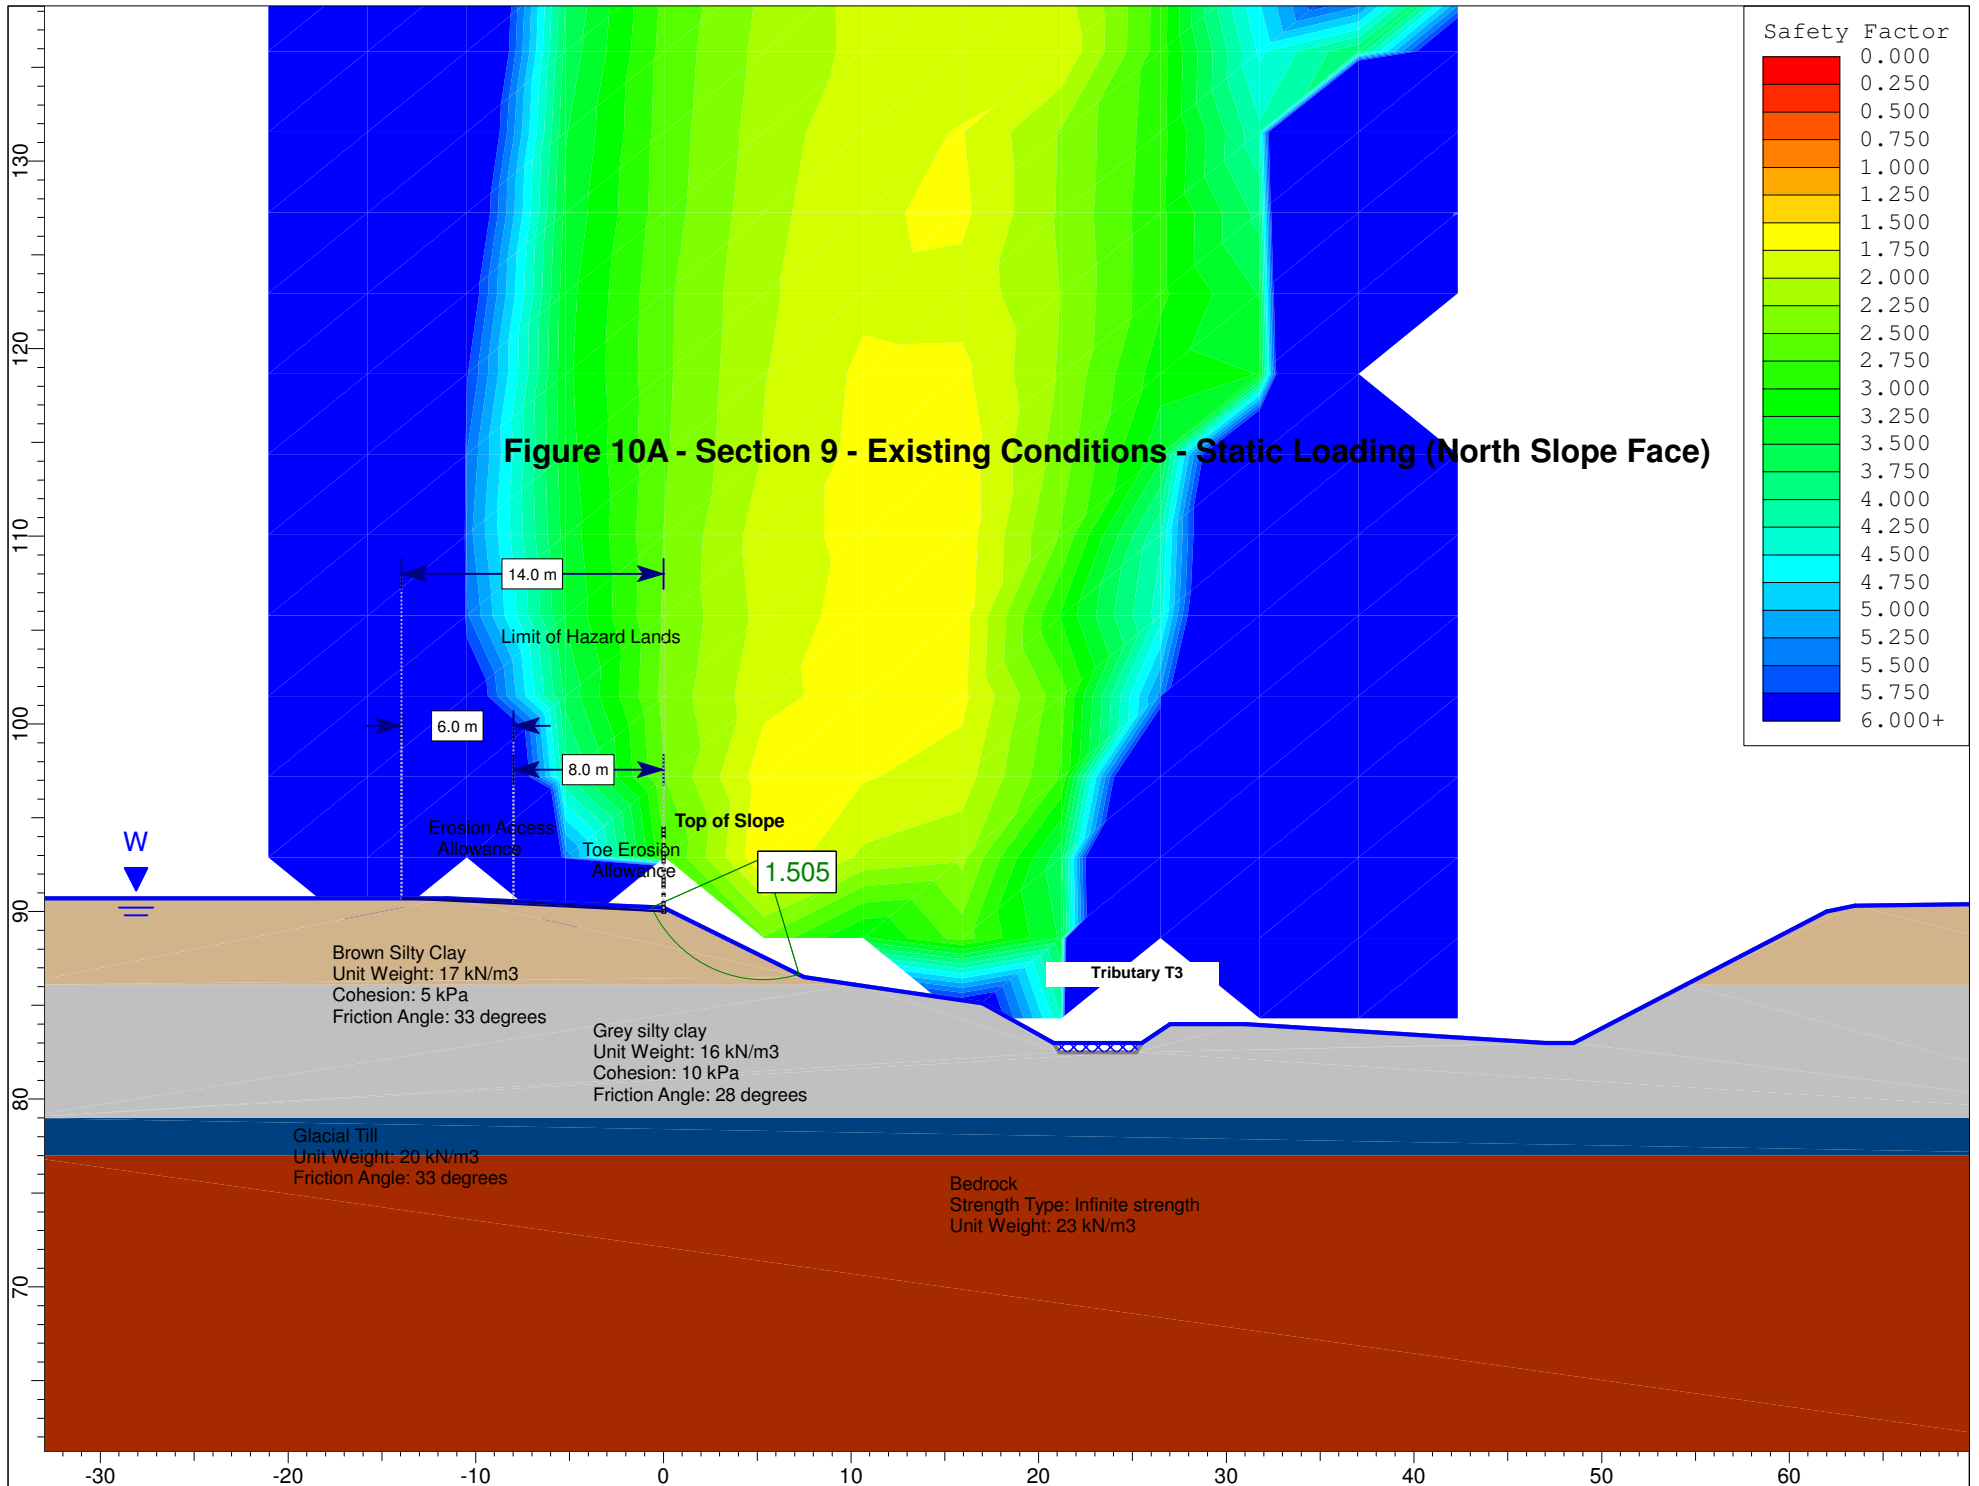 Safety Factor
0.000
0.250
0.500
0.750
1.000
1.250
1.500
1.750
2.000
2.250
2.500
2.750
3.000
3.250
3.500
3.750
4.000
4.250
4.500
4.750
5.000
5.250
5.500
5.750
6.000+
130
120
110
100
90
80
70
Figure 10A - Section 9 - Existing Conditions - Static Loading (North Slope Face)
14.0 m
Limit of Hazard Lands
6.0 m
8.0 m
Erosion Access
Allowance
Top of Slope
Toe Erosion
Allowance
1.505
W
Brown Silty Clay
Unit Weight: 17 kN/m3
Cohesion: 5 kPa
Friction Angle: 33 degrees
Tributary T3
Grey silty clay
Unit Weight: 16 kN/m3
Cohesion: 10 kPa
Friction Angle: 28 degrees
Glacial Till
Unit Weight: 20 kN/m3
Friction Angle: 33 degrees
Bedrock
Strength Type: Infinite strength
Unit Weight: 23 kN/m3
-30 -20 -10 0 10 20 30 40 50 60